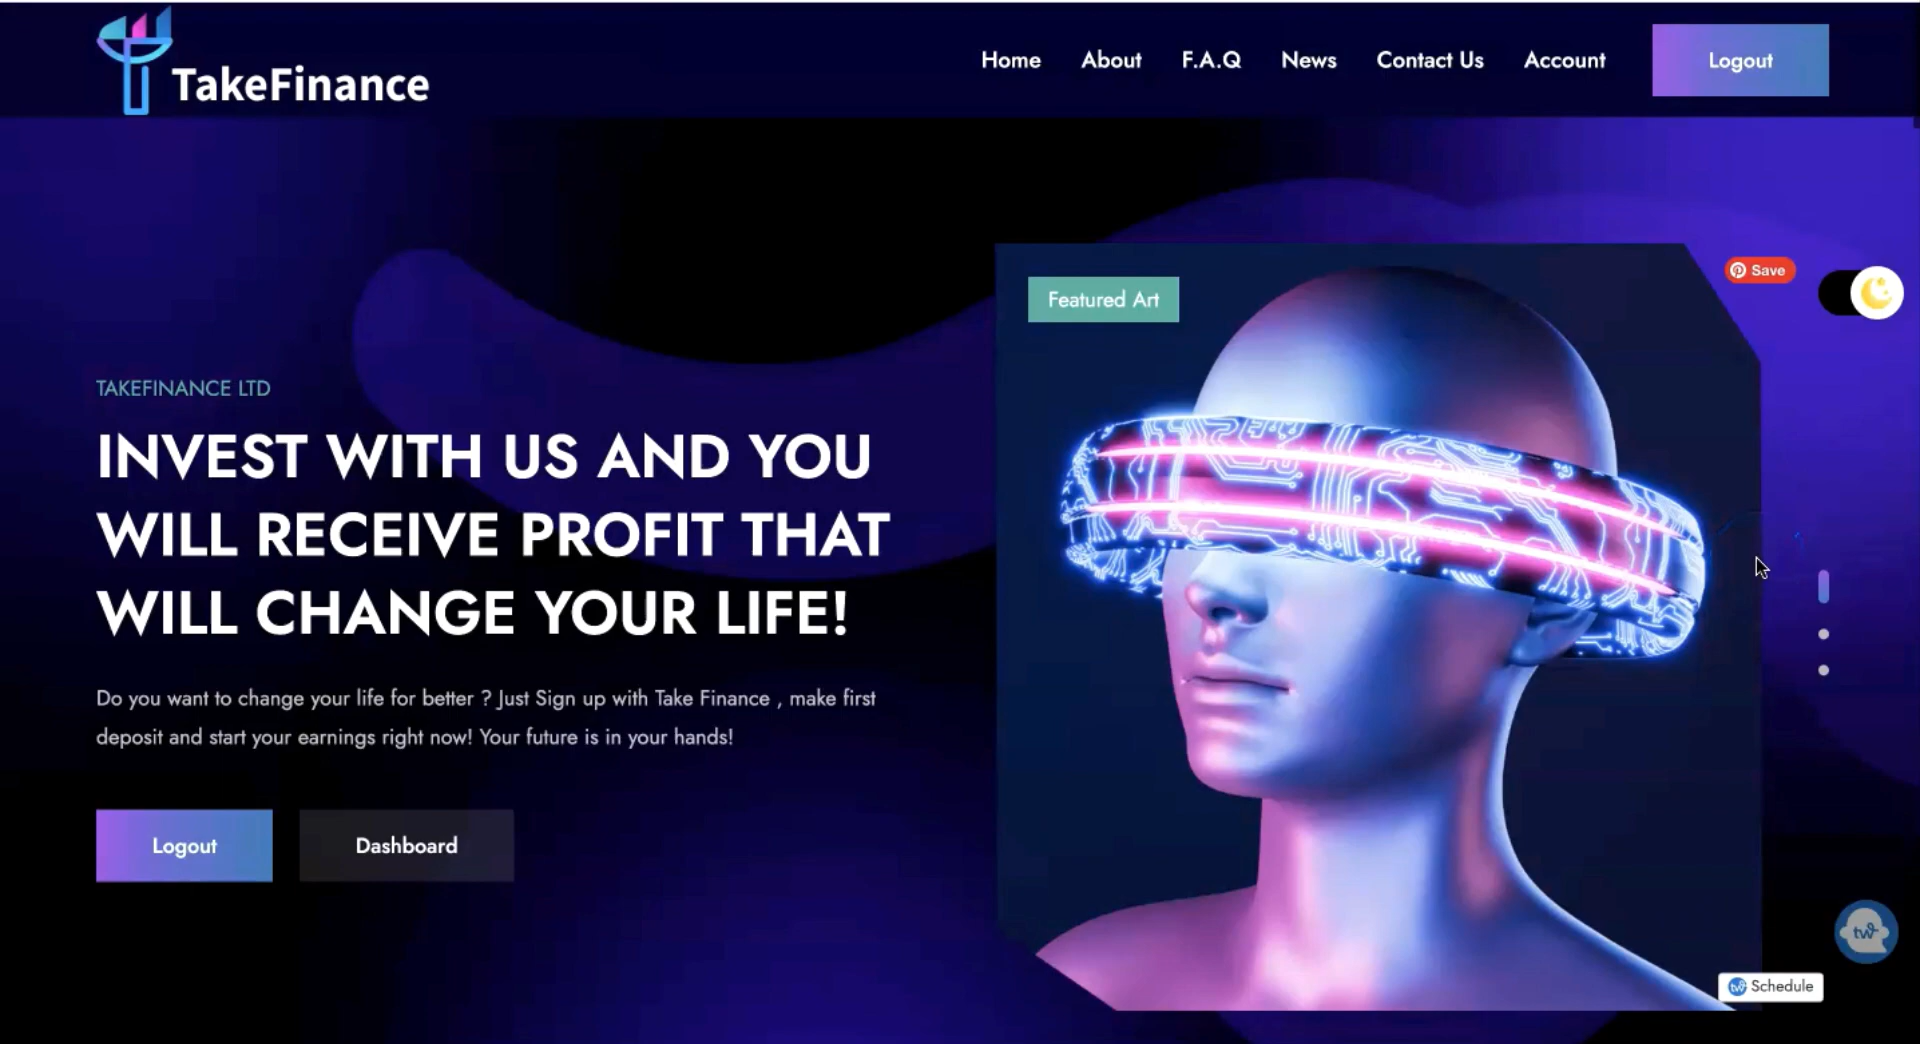 TakeFinance
Home
About
F.A.Q
News
Contact Us
Account
Logout
Featured Art
Save
TAKEFINANCE LTD
INVEST WITH US AND YOU
WILL RECEIVE PROFIT THAT
WILL CHANGE YOUR LIFE!
Do you want to change your life for better ? Just Sign up with Take Finance , make first
deposit and start your earnings right now! Your future is in your hands!
Logout
Dashboard
tw
tw Schedule